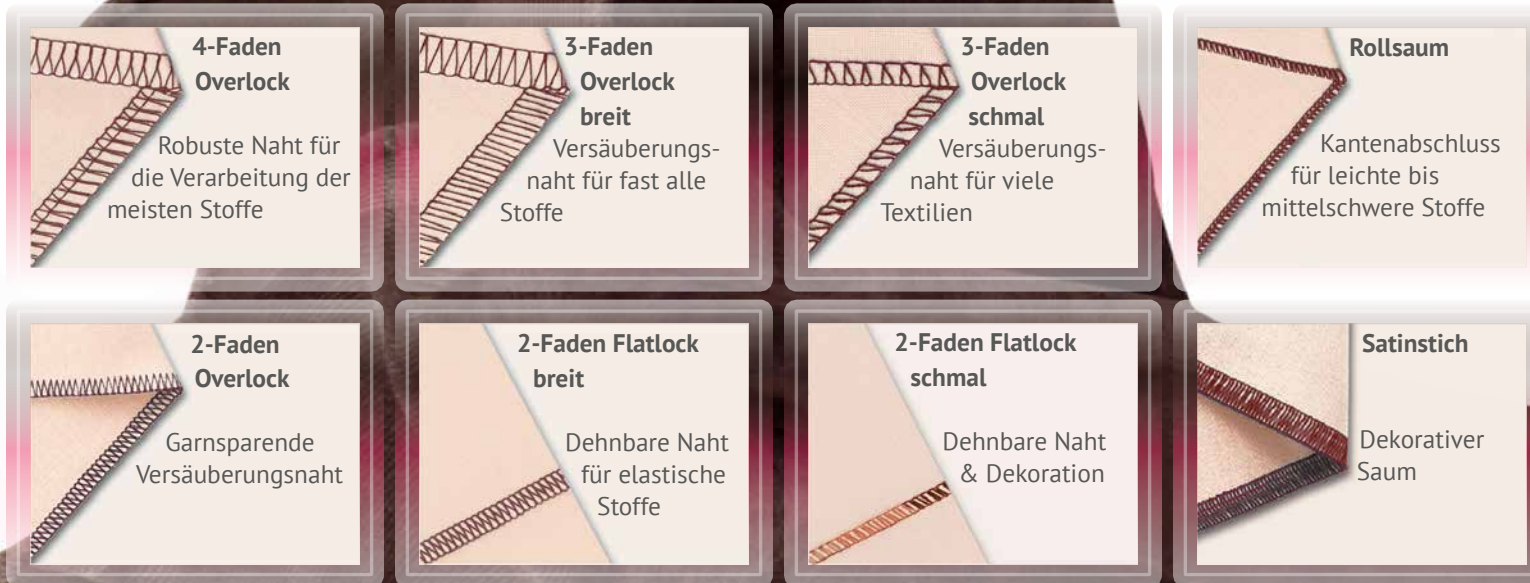 4-Faden
Overlock
Robuste Naht für
die Verarbeitung der
meisten Stoffe
3-Faden
Overlock
breit
Versäuberungs-
naht für fast alle
Stoffe
3-Faden
Overlock
schmal
Versäuberungs-
naht für viele
Textilien
Rollsaum
Kantenabschluss
für leichte bis
mittelschwere Stoffe
2-Faden
Overlock
Garnsparende
Versäuberungsnaht
2-Faden Flatlock
breit
Dehnbare Naht
für elastische
Stoffe
2-Faden Flatlock
schmal
Dehnbare Naht
& Dekoration
Satinstich
Dekorativer
Saum